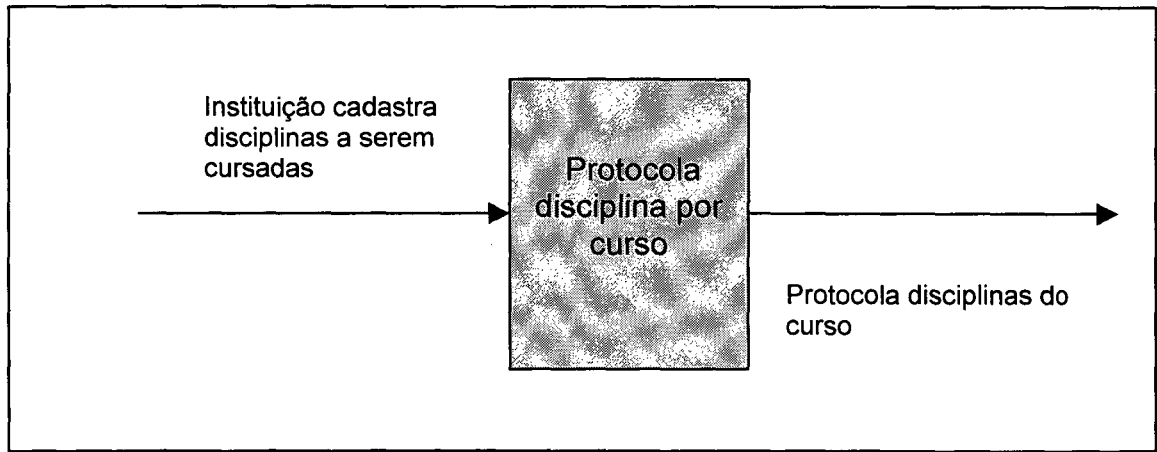 Instituição cadastra
disciplinas a serem
cursadas
Protocola
disciplina por
curso
Protocola disciplinas do
curso